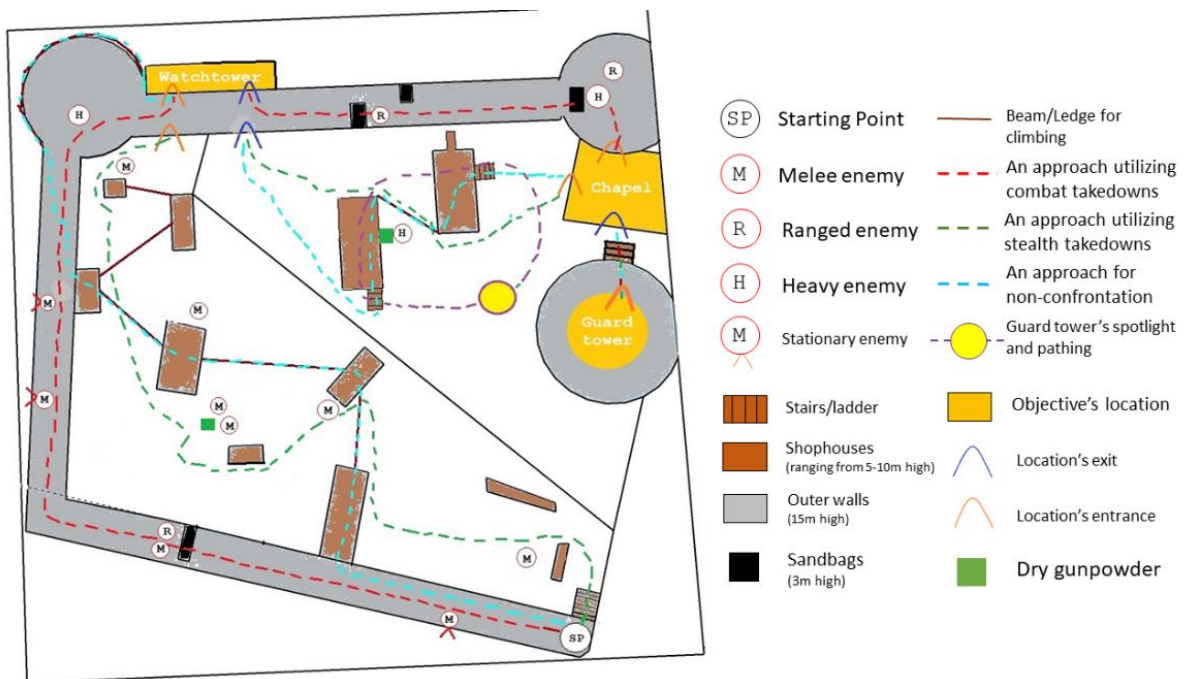 Watchtower
R
H
H
R
M
Chapel
H
M
M
Guard
tower
M
M
M
M
R
M
M
M
SP
SP Starting Point
Beam/Ledge for
climbing
M Melee enemy
An approach utilizing
combat takedowns
R Ranged enemy
An approach utilizing
stealth takedowns
H Heavy enemy
An approach for
non-confrontation
M Stationary enemy
Guard tower's spotlight
and pathing
Stairs/ladder
Objective's location
Shophouses
(ranging from 5-10m high)
Location's exit
Outer walls
(15m high)
Location's entrance
Sandbags
(3m high)
Dry gunpowder